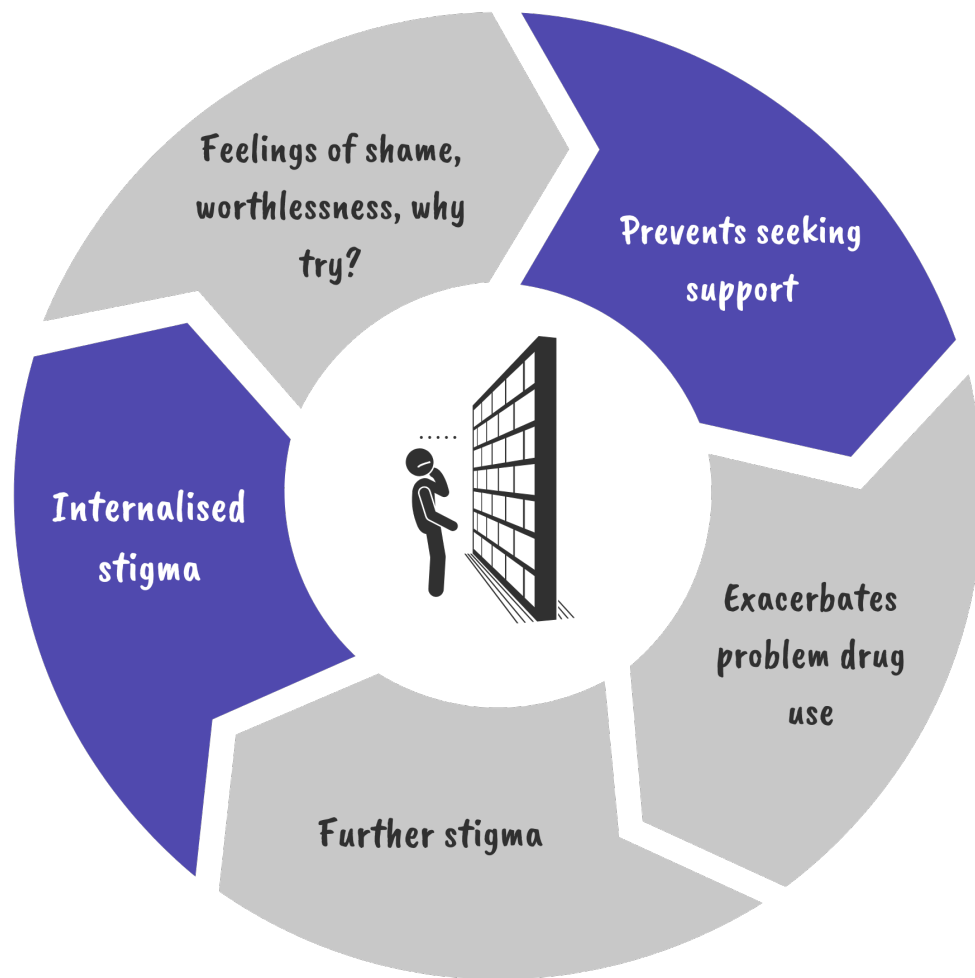 Feelings of shame,
worthlessness, why
try?
Prevents seeking
support
Exacerbates
problem drug
use
Further stigma
Internalised
stigma